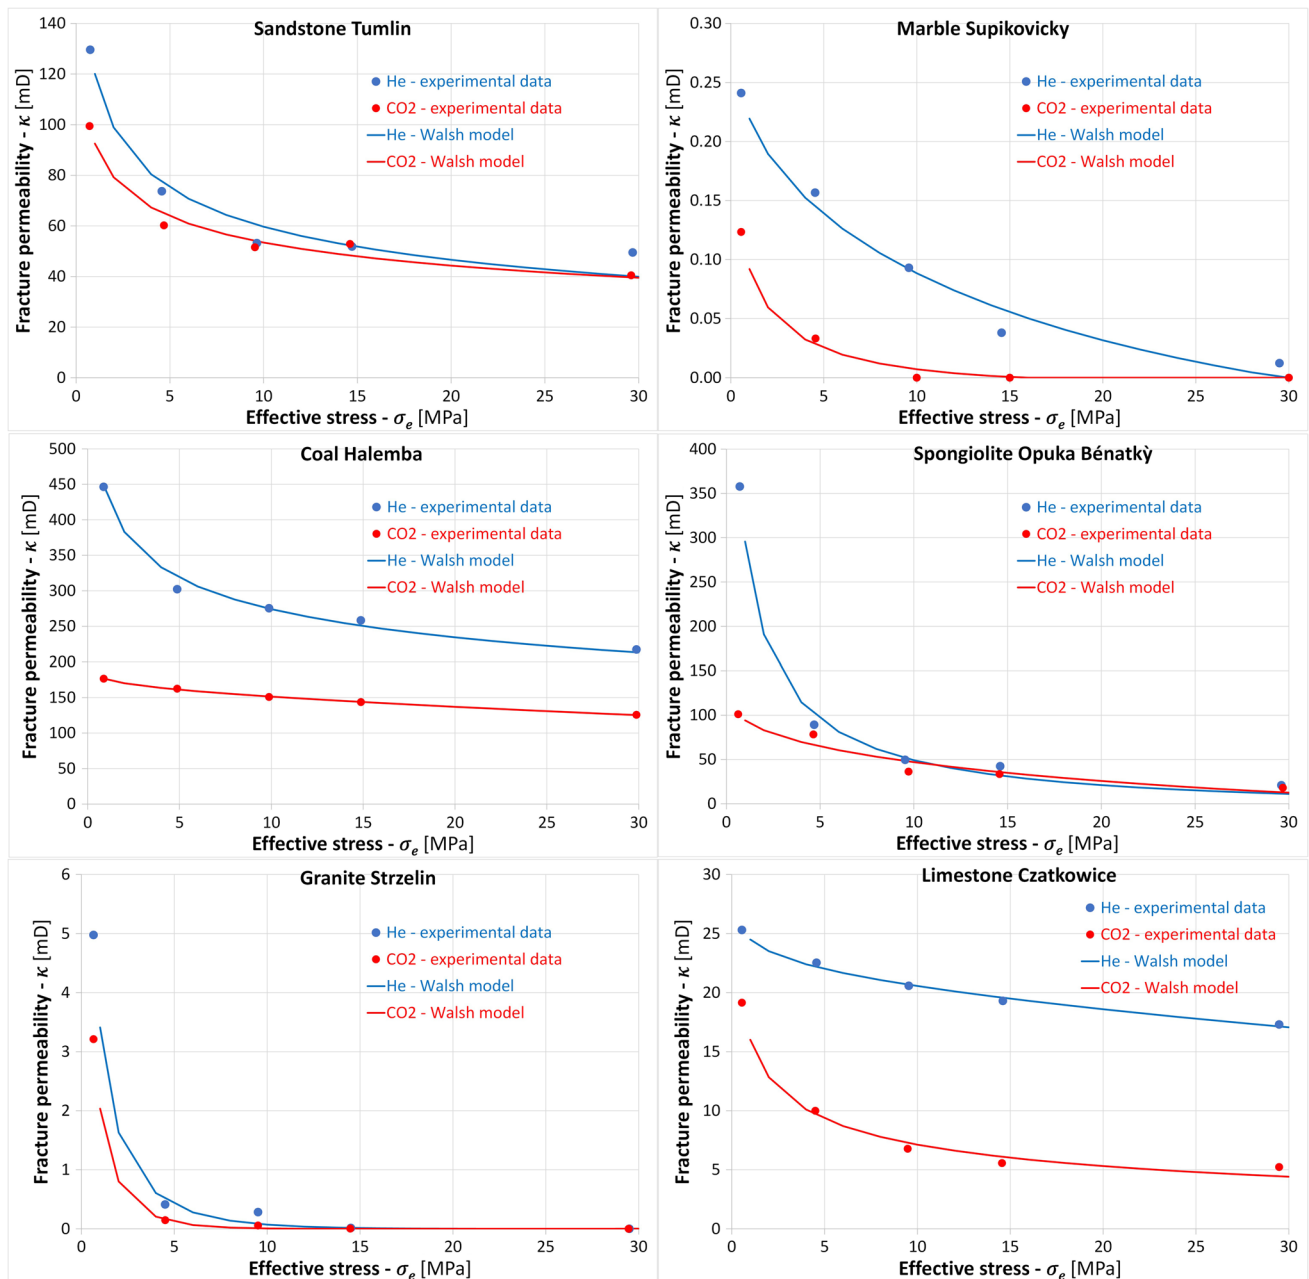 Sandstone Tumlin
Fracture permeability - κ [mD]
140
120
100
80
60
40
20
0
He - experimental data
CO2 - experimental data
He - Walsh model
CO2 - Walsh model
0 5 10 15 20 25 30
Effective stress - σe [MPa]
Marble Supikovicky
Fracture permeability - κ [mD]
0.30
0.25
0.20
0.15
0.10
0.05
0.00
He - experimental data
CO2 - experimental data
He - Walsh model
CO2 - Walsh model
0 5 10 15 20 25 30
Effective stress - σe [MPa]
Coal Halemba
Fracture permeability - κ [mD]
500
450
400
350
300
250
200
150
100
50
0
He - experimental data
CO2 - experimental data
He - Walsh model
CO2 - Walsh model
0 5 10 15 20 25 30
Effective stress - σe [MPa]
Spongiolite Opuka Bénatkỳ
Fracture permeability - κ [mD]
400
350
300
250
200
150
100
50
0
He - experimental data
CO2 - experimental data
He - Walsh model
CO2 - Walsh model
0 5 10 15 20 25 30
Effective stress - σe [MPa]
Granite Strzelin
Fracture permeability - κ [mD]
6
5
4
3
2
1
0
He - experimental data
CO2 - experimental data
He - Walsh model
CO2 - Walsh model
0 5 10 15 20 25 30
Effective stress - σe [MPa]
Limestone Czatkowice
Fracture permeability - κ [mD]
30
25
20
15
10
5
0
He - experimental data
CO2 - experimental data
He - Walsh model
CO2 - Walsh model
0 5 10 15 20 25 30
Effective stress - σe [MPa]